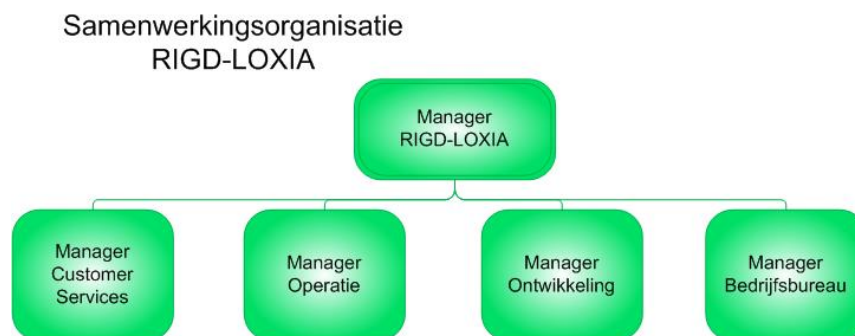 Samenwerkingsorganisatie
RIGD-LOXIA
Manager
RIGD-LOXIA
Manager
Customer
Services
Manager
Operatie
Manager
Ontwikkeling
Manager
Bedrijfsbureau